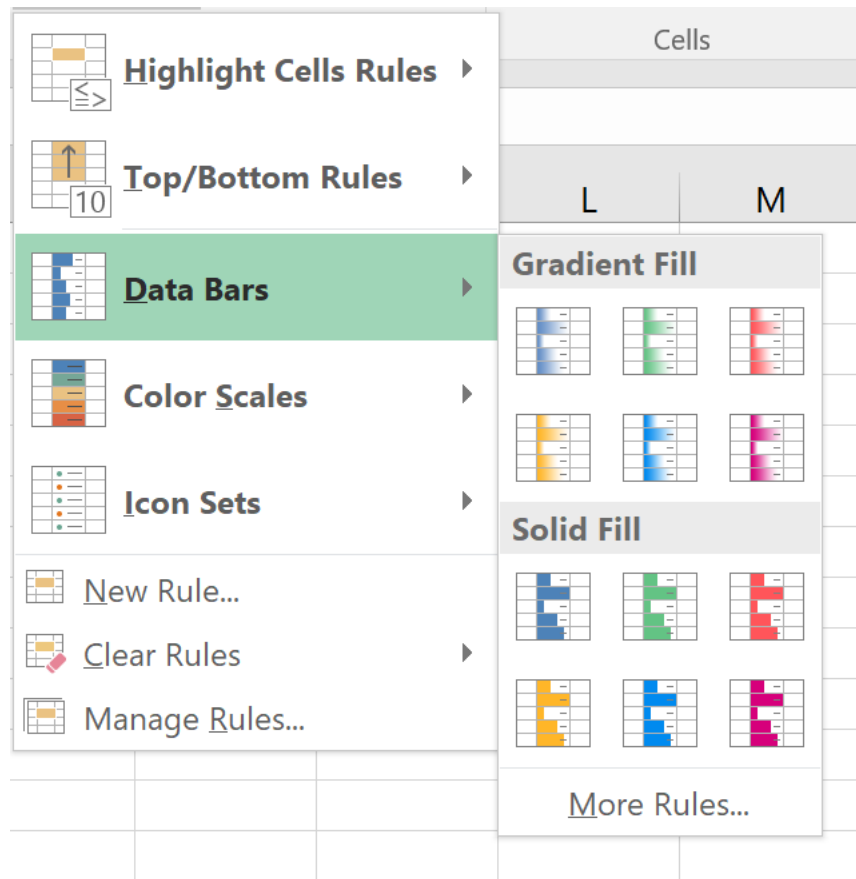 Cells
Highlight Cells Rules
Top/Bottom Rules
10
L M
Data Bars
Gradient Fill
Color Scales
Icon Sets
Solid Fill
New Rule...
Clear Rules
Manage Rules...
More Rules...